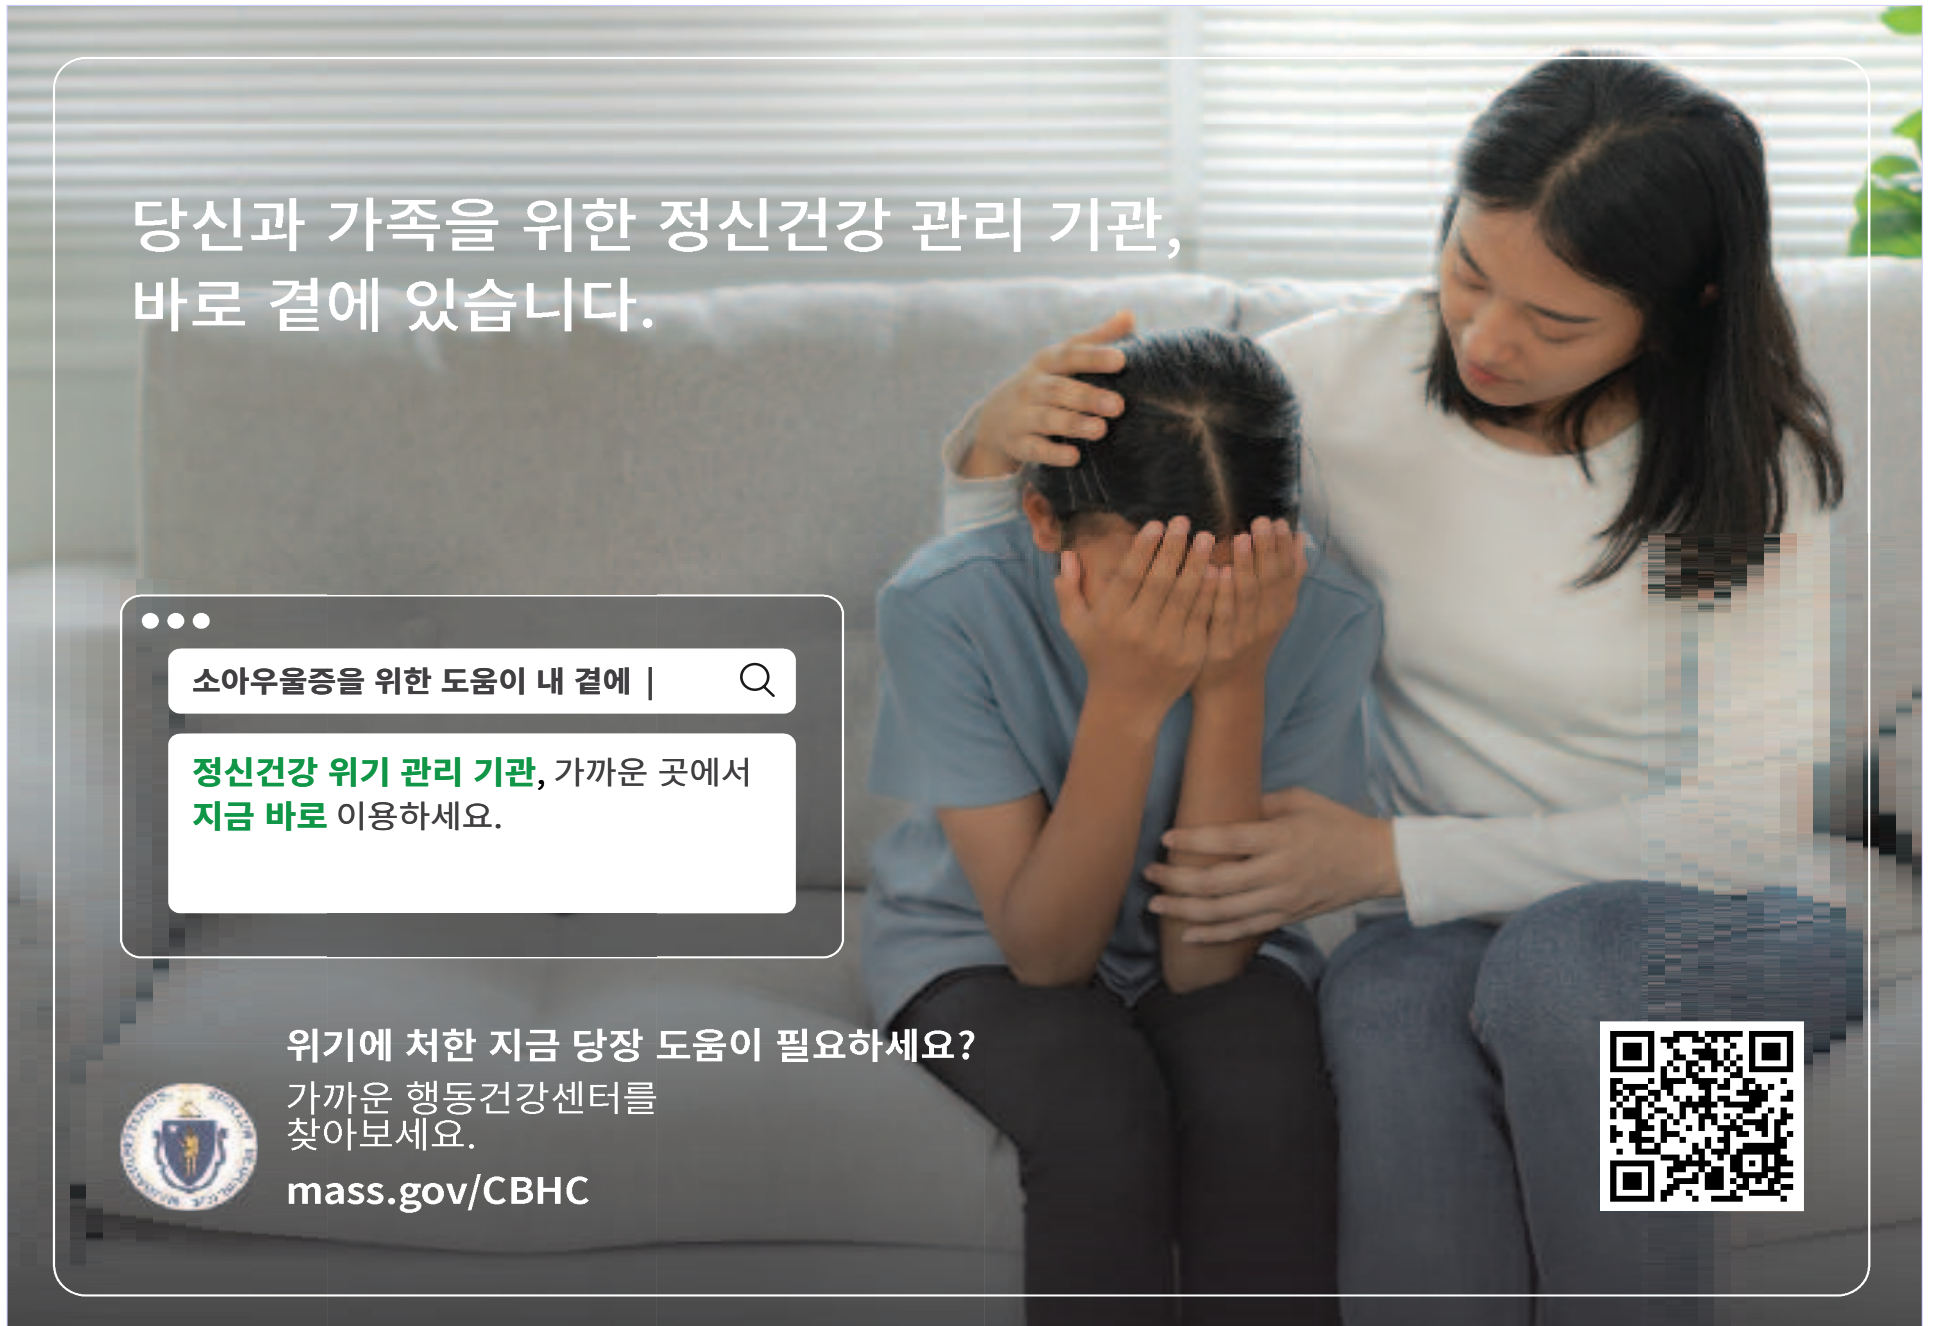 당신과 가족을 위한 정신건강 관리 기관,
바로 곁에 있습니다.
소아우울증을 위한 도움이 내 곁에 |
정신건강 위기 관리 기관, 가까운 곳에서
지금 바로 이용하세요.
위기에 처한 지금 당장 도움이 필요하세요?
가까운 행동건강센터를
찾아보세요.
mass.gov/CBHC